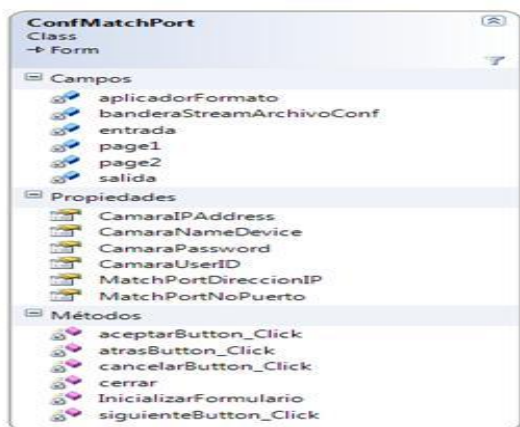 ConfMatchPort
Class
Form
Campos
aplicadorFormato
banderaStreamArchivoConf
entrada
page1
page2
salida
Propiedades
CamaraIPAddress
CamaraNameDevice
CamaraPassword
CamaraUserID
MatchPortDireccionIP
MatchPortNoPuerto
Métodos
aceptarButton_Click
atrasButton_Click
cancelarButton_Click
cerrar
InicializarFormulario
siguienteButton_Click